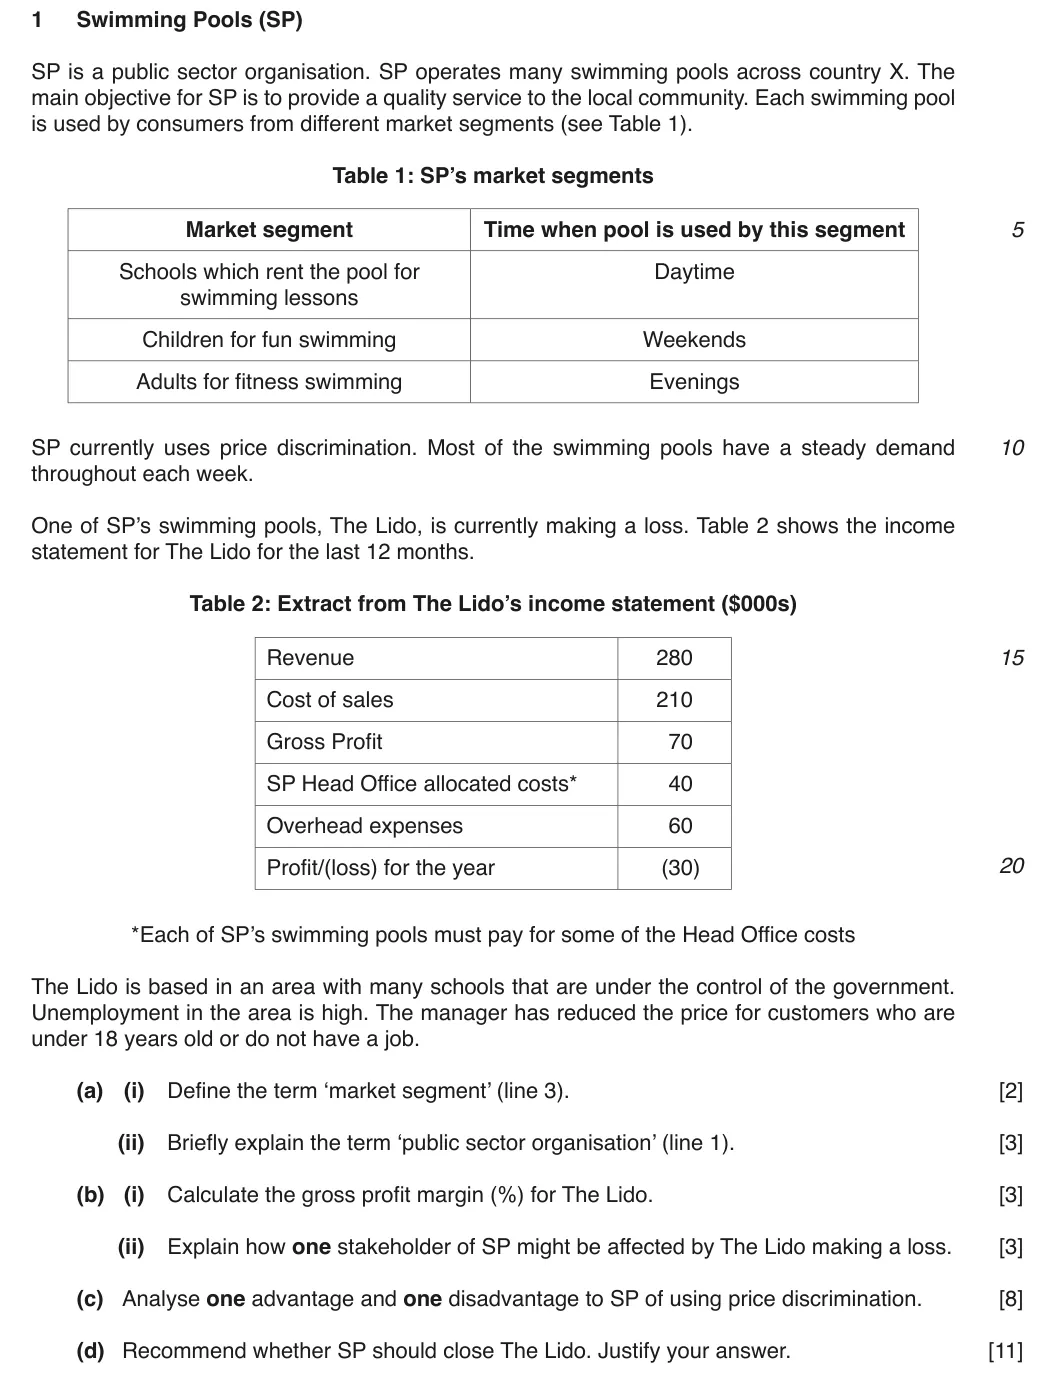 1 Swimming Pools (SP)
SP is a public sector organisation. SP operates many swimming pools across country X. The
main objective for SP is to provide a quality service to the local community. Each swimming pool
is used by consumers from different market segments (see Table 1).
Table 1: SP's market segments
Market segment Time when pool is used by this segment 5
Schools which rent the pool for Daytime
swimming lessons
Children for fun swimming Weekends
Adults for fitness swimming Evenings
SP currently uses price discrimination. Most of the swimming pools have a steady demand 10
throughout each week.
One of SP's swimming pools, The Lido, is currently making a loss. Table 2 shows the income
statement for The Lido for the last 12 months.
Table 2: Extract from The Lido's income statement ($000s)
Revenue 280 15
Cost of sales 210
Gross Profit 70
SP Head Office allocated costs* 40
Overhead expenses 60
Profit/(loss) for the year (30) 20
*Each of SP's swimming pools must pay for some of the Head Office costs
The Lido is based in an area with many schools that are under the control of the government.
Unemployment in the area is high. The manager has reduced the price for customers who are
under 18 years old or do not have a job.
(a) (i) Define the term 'market segment' (line 3). [2]
(ii) Briefly explain the term 'public sector organisation' (line 1). [3]
(b) (i) Calculate the gross profit margin (%) for The Lido. [3]
(ii) Explain how one stakeholder of SP might be affected by The Lido making a loss. [3]
(c) Analyse one advantage and one disadvantage to SP of using price discrimination. [8]
(d) Recommend whether SP should close The Lido. Justify your answer. [11]